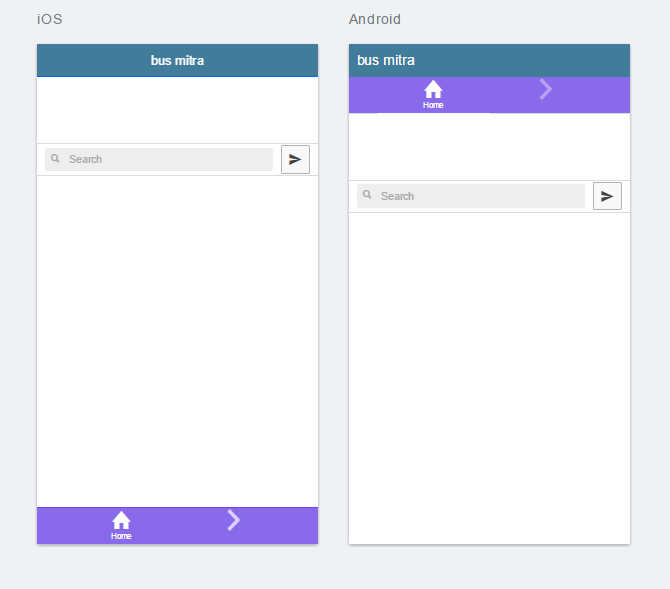 iOS
bus mitra
Search
Home
Android
bus mitra
Home
Search